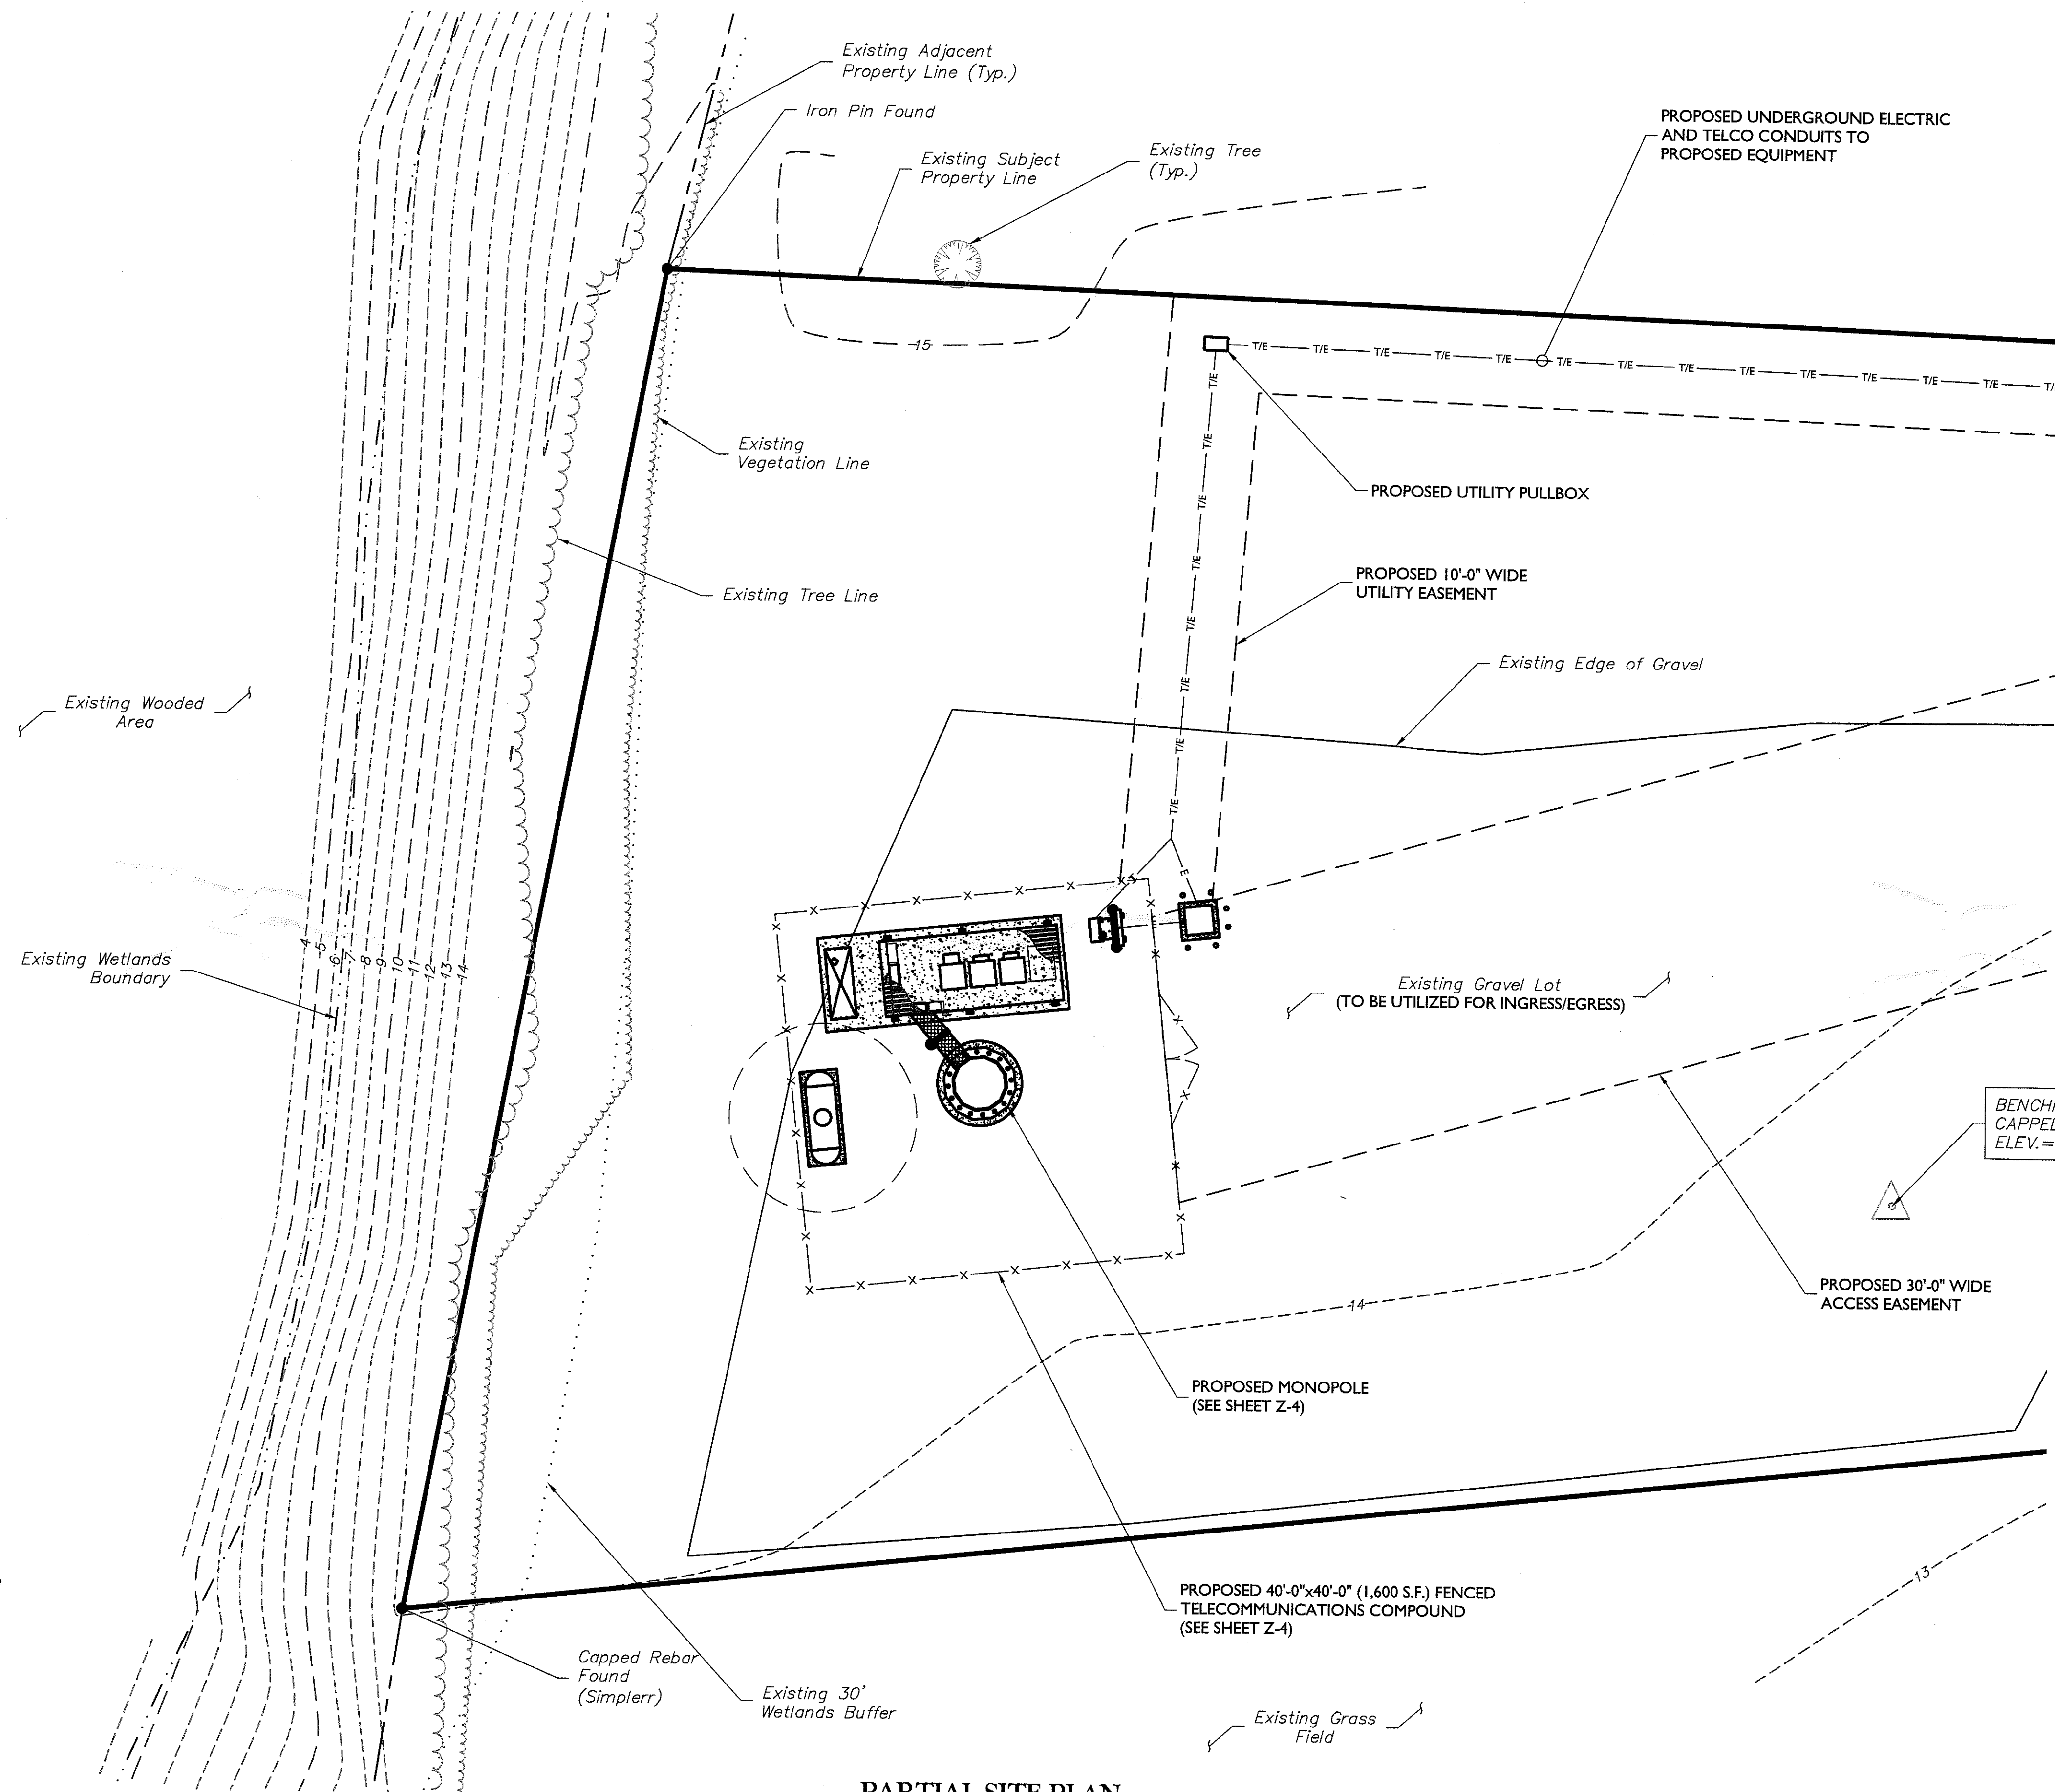 Existing Adjacent
Property Line (Typ.)
Iron Pin Found
Existing Subject
Property Line
Existing Tree
(Typ.)
PROPOSED UNDERGROUND ELECTRIC
AND TELCO CONDUITS TO
PROPOSED EQUIPMENT
15
T/E T/E T/E T/E T/E T/E T/E T/E T/E T/E T/E T/E T/E T/
T/E
T/E
T/E
T/E
T/E
T/E
T/E
T/E
E
Existing
Vegetation Line
PROPOSED UTILITY PULLBOX
PROPOSED 10'-0" WIDE
UTILITY EASEMENT
Existing Tree Line
Existing Edge of Gravel
Existing Wooded
Area
Existing Wetlands
Boundary
4 5 6 7 8 9 10 11 12 13 14
Existing Gravel Lot
(TO BE UTILIZED FOR INGRESS/EGRESS)
BENCH
CAPPED
ELEV.=
PROPOSED 30'-0" WIDE
ACCESS EASEMENT
14
PROPOSED MONOPOLE
(SEE SHEET Z-4)
PROPOSED 40'-0"x40'-0" (1,600 S.F.) FENCED
TELECOMMUNICATIONS COMPOUND
(SEE SHEET Z-4)
13
Capped Rebar
Found
(Simplerr)
Existing 30'
Wetlands Buffer
Existing Grass
Field
PARTIAL SITE PLAN